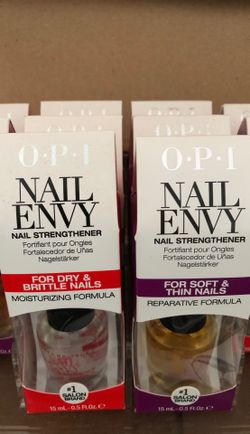 O·P·I
NAIL
ENVY
NAIL STRENGTHENER
Fortifiant pour Ongles
Fortalecedor de Uñas
Nagelstärker
FOR DRY &
BRITTLE NAILS
MOISTURIZING FORMULA
#1
SALON
BRAND
15 mL - 0.5 Fl. Oz.
O·P·I
NAIL
ENVY
NAIL STRENGTHENER
Fortifiant pour Ongles
Fortalecedor de Uñas
Nagelstärker
FOR SOFT &
THIN NAILS
REPARATIVE FORMULA
#1
SALON
BRAND
15 mL - 0.5 Fl. Oz.